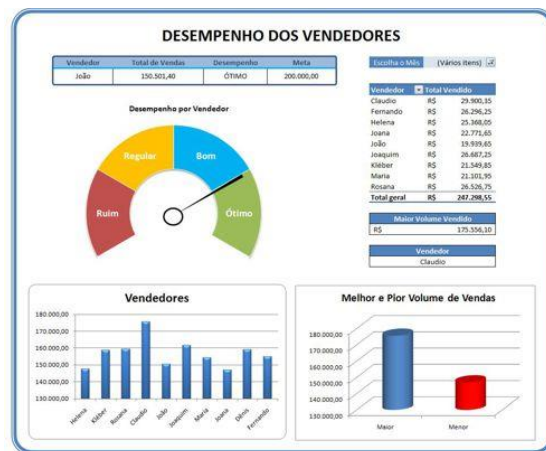 DESEMPENHO DOS VENDEDORES
Vendedor Total de Vendas Desempenho Meta
João 150.501,40 ÓTIMO 200.000,00
Escolha o Mês (Vários itens)
Desempenho por Vendedor
Ruim
Regular
Bom
Ótimo
Vendedor Total Vendido
Claudio R$ 29.900,35
Fernando R$ 26.296,25
Helena R$ 25.368,05
Joana R$ 22.771,65
João R$ 19.939,65
Joaquim R$ 26.687,25
Kléber R$ 21.549,85
Maria R$ 21.101,95
Rosana R$ 26.526,75
Total geral R$ 247.298,55
Maior Volume Vendido
R$ 175.556,10
Vendedor
Claudio
Vendedores
180.000,00
170.000,00
160.000,00
150.000,00
140.000,00
130.000,00
Helena Kléber Rosana Claudio João Joaquim Maria Joana Dênis Fernando
Melhor e Pior Volume de Vendas
180.000,00
170.000,00
160.000,00
150.000,00
140.000,00
130.000,00
Maior Menor